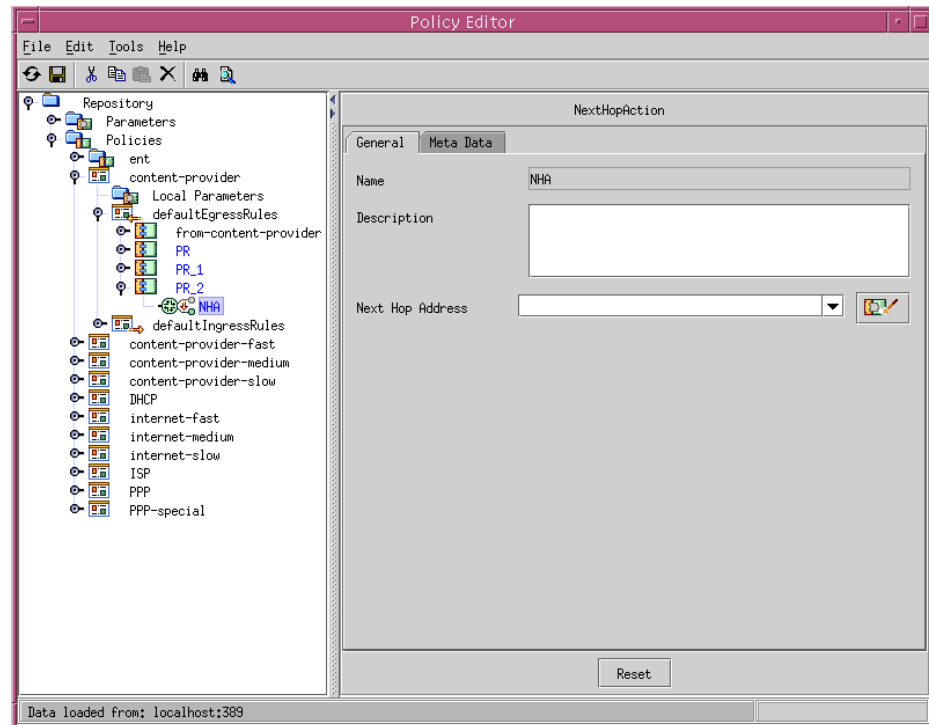 Policy Editor
File Edit Tools Help
Repository
Parameters
Policies
ent
content-provider
Local Parameters
defaultEgressRules
from-content-provider
PR
PR_1
PR_2
NHA
defaultIngressRules
content-provider-fast
content-provider-medium
content-provider-slow
DHCP
internet-fast
internet-medium
internet-slow
ISP
PPP
PPP-special
NextHopAction
General Meta Data
Name NHA
Description
Next Hop Address
Reset
Data loaded from: localhost:389